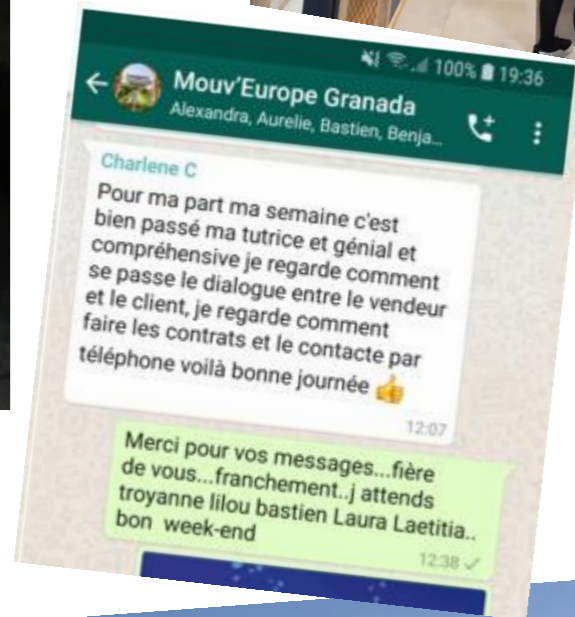 100% 19:36
Mouv'Europe Granada
Alexandra, Aurelie, Bastien, Benja...
Charlene C
Pour ma part ma semaine c'est
bien passé ma tutrice et génial et
compréhensive je regarde comment
se passe le dialogue entre le vendeur
et le client, je regarde comment
faire les contrats et le contacte par
téléphone voilà bonne journée 👍
12:07
Merci pour vos messages...fière
de vous...franchement..j attends
troyanne lilou bastien Laura Laetitia..
bon week-end
12:38